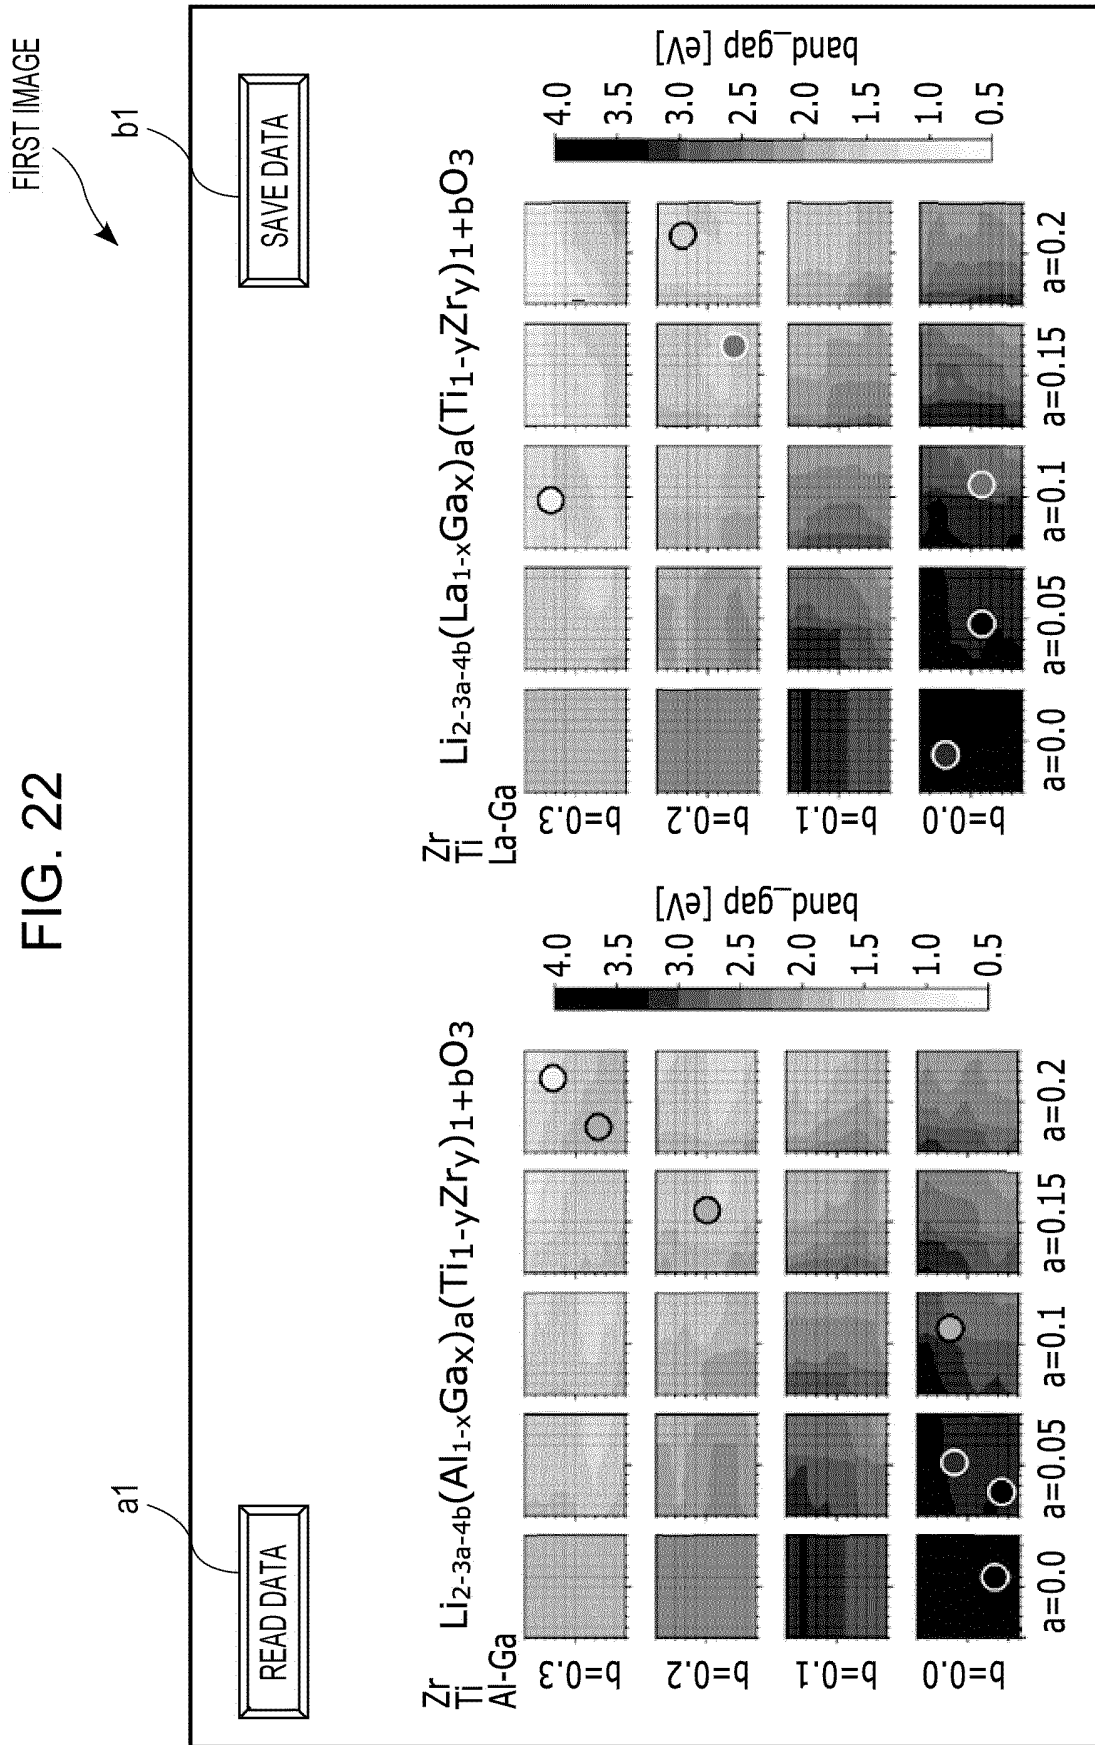 FIG. 22
FIRST IMAGE
a1
b1
READ DATA
SAVE DATA
Li2-3a-4b(Al1-xGax)a(Ti1-yZry)1+bO3
Zr
Ti
Al-Ga
b=0.3
b=0.2
b=0.1
b=0.0
a=0.0
a=0.05
a=0.1
a=0.15
a=0.2
4.0
3.5
3.0
2.5
2.0
1.5
1.0
0.5
band_gap [eV]
Li2-3a-4b(La1-xGax)a(Ti1-yZry)1+bO3
Zr
Ti
La-Ga
b=0.3
b=0.2
b=0.1
b=0.0
a=0.0
a=0.05
a=0.1
a=0.15
a=0.2
4.0
3.5
3.0
2.5
2.0
1.5
1.0
0.5
band_gap [eV]